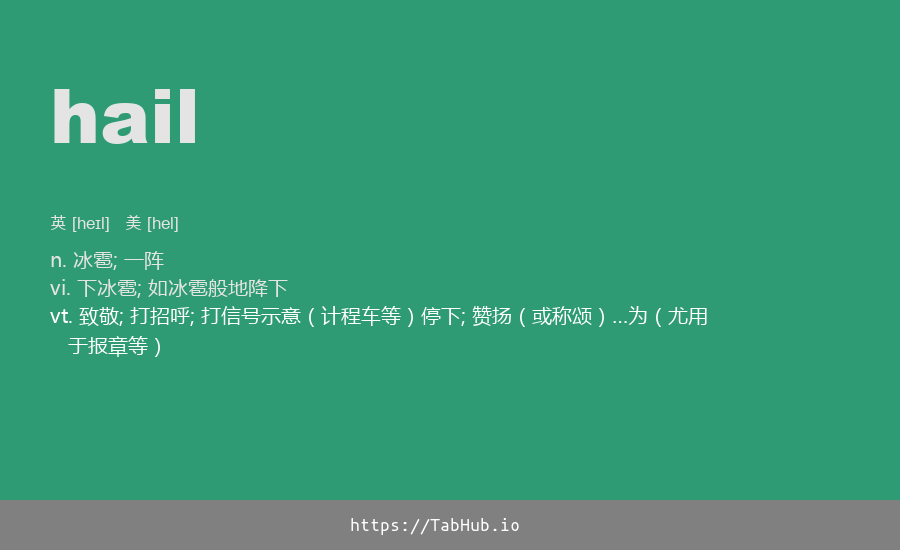 hail
英 [heɪl] 美 [hel]
n. 冰雹; 一阵
vi. 下冰雹; 如冰雹般地降下
vt. 致敬; 打招呼; 打信号示意（计程车等）停下; 赞扬（或称颂）…为（尤用
于报章等）
https://TabHub.io